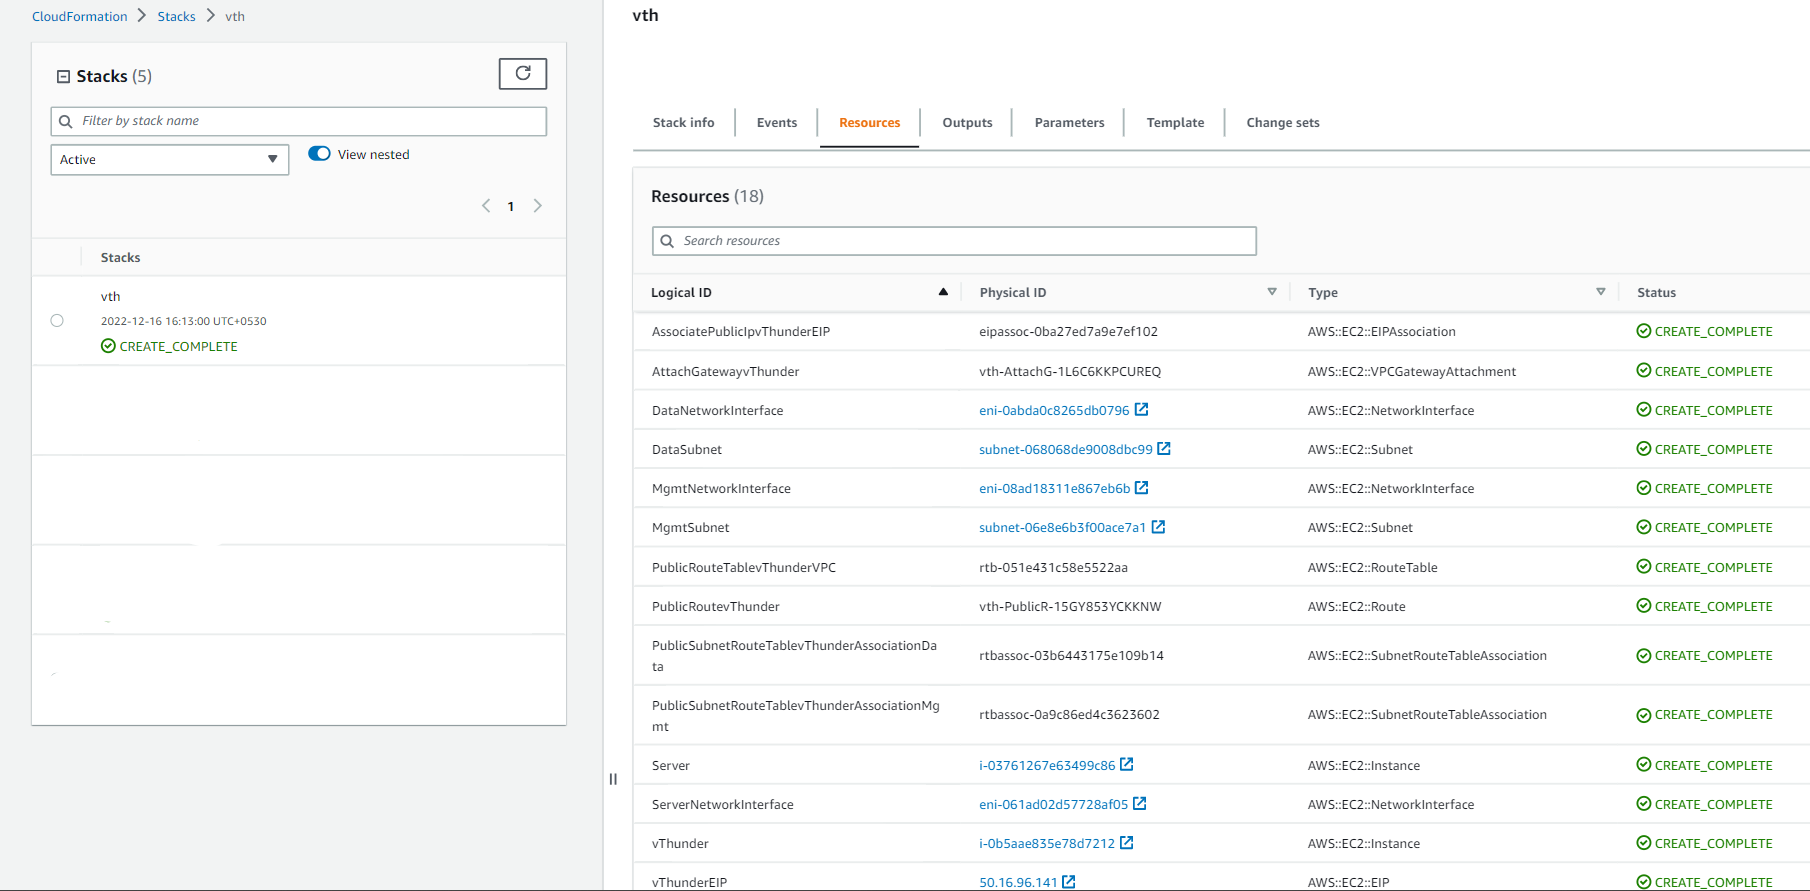 CloudFormation > Stacks > vth
Stacks (5)
Filter by stack name
Active
View nested
1
Stacks
vth
2022-12-16 16:13:00 UTC+0530
CREATE_COMPLETE
vth
Stack info Events Resources Outputs Parameters Template Change sets
Resources (18)
Search resources
Logical ID Physical ID Type Status
AssociatePublicIpvThunderEIP eipassoc-0ba27ed7a9e7ef102 AWS::EC2::EIPAssociation CREATE_COMPLETE
AttachGatewayvThunder vth-AttachG-1L6C6KKPCUREQ AWS::EC2::VPCGatewayAttachment CREATE_COMPLETE
DataNetworkInterface eni-0abda0c8265db0796 AWS::EC2::NetworkInterface CREATE_COMPLETE
DataSubnet subnet-068068de9008dbc99 AWS::EC2::Subnet CREATE_COMPLETE
MgmtNetworkInterface eni-08ad18311e867eb6b AWS::EC2::NetworkInterface CREATE_COMPLETE
MgmtSubnet subnet-06e8e6b3f00ace7a1 AWS::EC2::Subnet CREATE_COMPLETE
PublicRouteTablevThunderVPC rtb-051e431c58e5522aa AWS::EC2::RouteTable CREATE_COMPLETE
PublicRoutevThunder vth-PublicR-15GY853YCKKNW AWS::EC2::Route CREATE_COMPLETE
PublicSubnetRouteTablevThunderAssociationDa
ta rtbassoc-03b6443175e109b14 AWS::EC2::SubnetRouteTableAssociation CREATE_COMPLETE
PublicSubnetRouteTablevThunderAssociationMg
mt rtbassoc-0a9c86ed4c3623602 AWS::EC2::SubnetRouteTableAssociation CREATE_COMPLETE
Server i-03761267e63499c86 AWS::EC2::Instance CREATE_COMPLETE
ServerNetworkInterface eni-061ad02d57728af05 AWS::EC2::NetworkInterface CREATE_COMPLETE
vThunder i-0b5aae835e78d7212 AWS::EC2::Instance CREATE_COMPLETE
vThunderEIP 50.16.96.141 AWS::EC2::EIP CREATE_COMPLETE